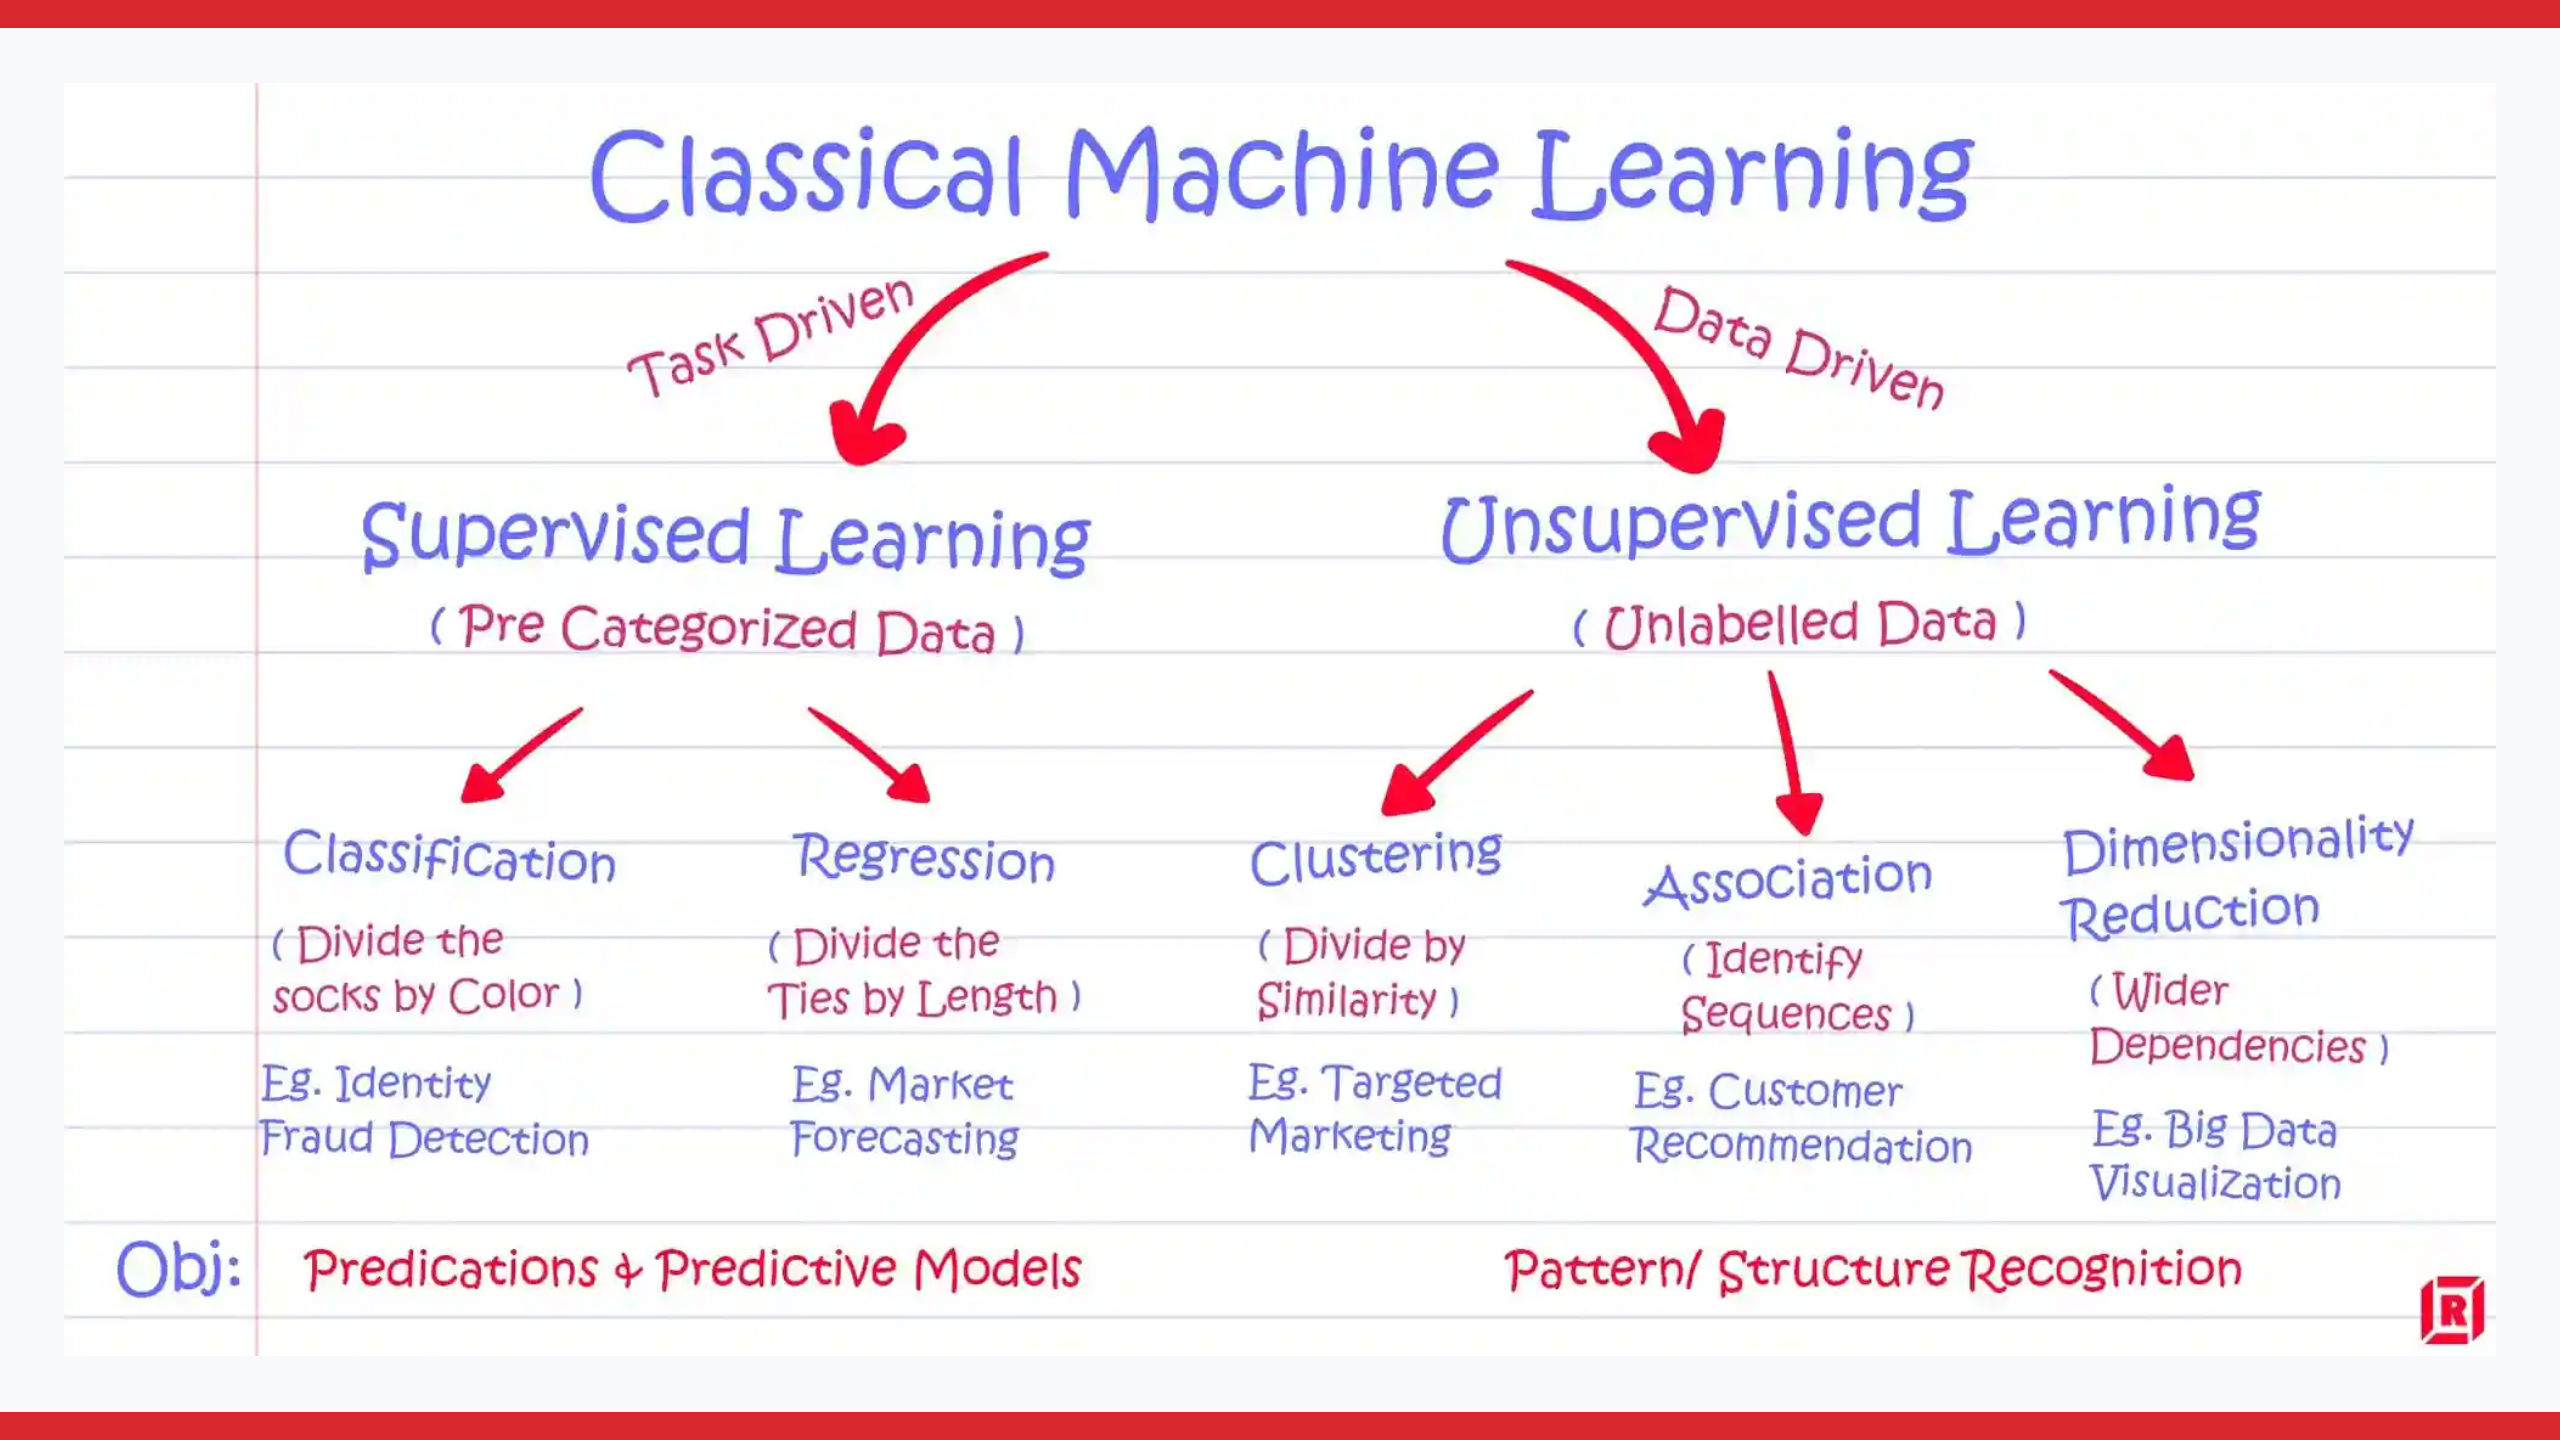 Classical Machine Learning
Task Driven
Data Driven
Supervised Learning
( Pre Categorized Data )
Unsupervised Learning
( Unlabelled Data )
Classification
( Divide the
socks by Color )
Eg. Identity
Fraud Detection
Regression
( Divide the
Ties by Length )
Eg. Market
Forecasting
Clustering
( Divide by
Similarity )
Eg. Targeted
Marketing
Association
( Identify
Sequences )
Eg. Customer
Recommendation
Dimensionality
Reduction
( Wider
Dependencies )
Eg. Big Data
Visualization
Obj: Predications & Predictive Models
Pattern/ Structure Recognition
R